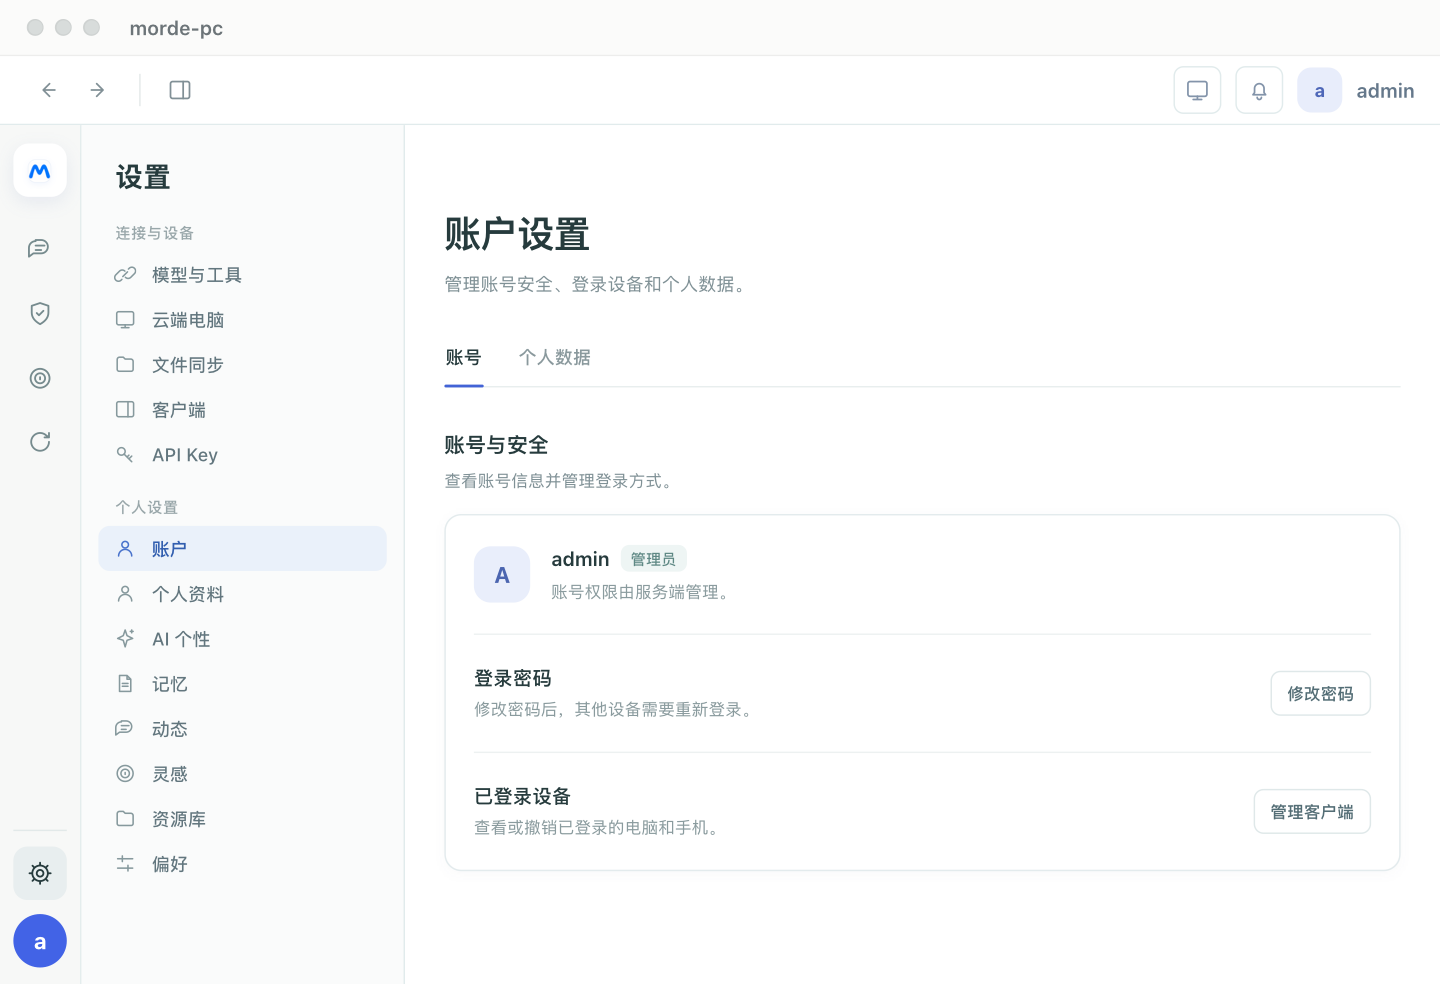 morde-pc
a
admin
设置
连接与设备
模型与工具
云端电脑
文件同步
客户端
API Key
个人设置
账户
个人资料
AI 个性
记忆
动态
灵感
资源库
偏好
a
账户设置
管理账号安全、登录设备和个人数据。
账号
个人数据
账号与安全
查看账号信息并管理登录方式。
A
admin
管理员
账号权限由服务端管理。
登录密码
修改密码后，其他设备需要重新登录。
修改密码
已登录设备
查看或撤销已登录的电脑和手机。
管理客户端